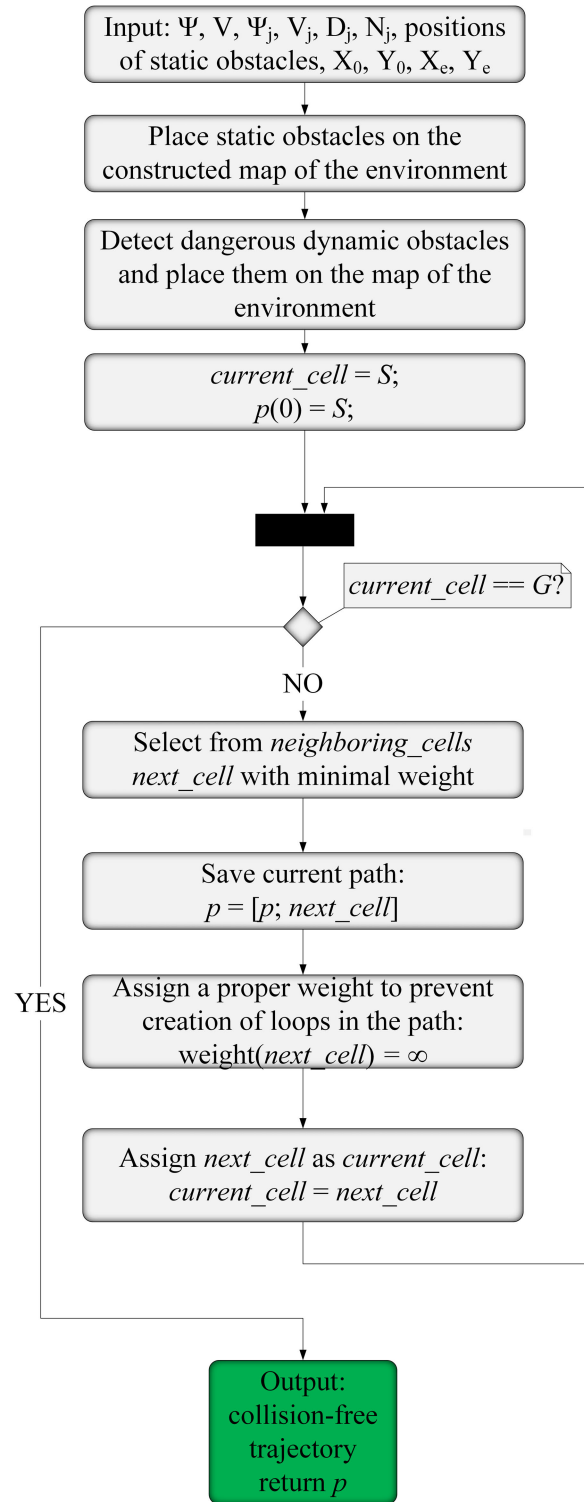 Input: Ψ, V, Ψj, Vj, Dj, Nj, positions
of static obstacles, X0, Y0, Xe, Ye
Place static obstacles on the
constructed map of the environment
Detect dangerous dynamic obstacles
and place them on the map of the
environment
current_cell = S;
p(0) = S;
current_cell == G?
NO
Select from neighboring_cells
next_cell with minimal weight
Save current path:
p = [p; next_cell]
YES
Assign a proper weight to prevent
creation of loops in the path:
weight(next_cell) = ∞
Assign next_cell as current_cell:
current_cell = next_cell
Output:
collision-free
trajectory
return p